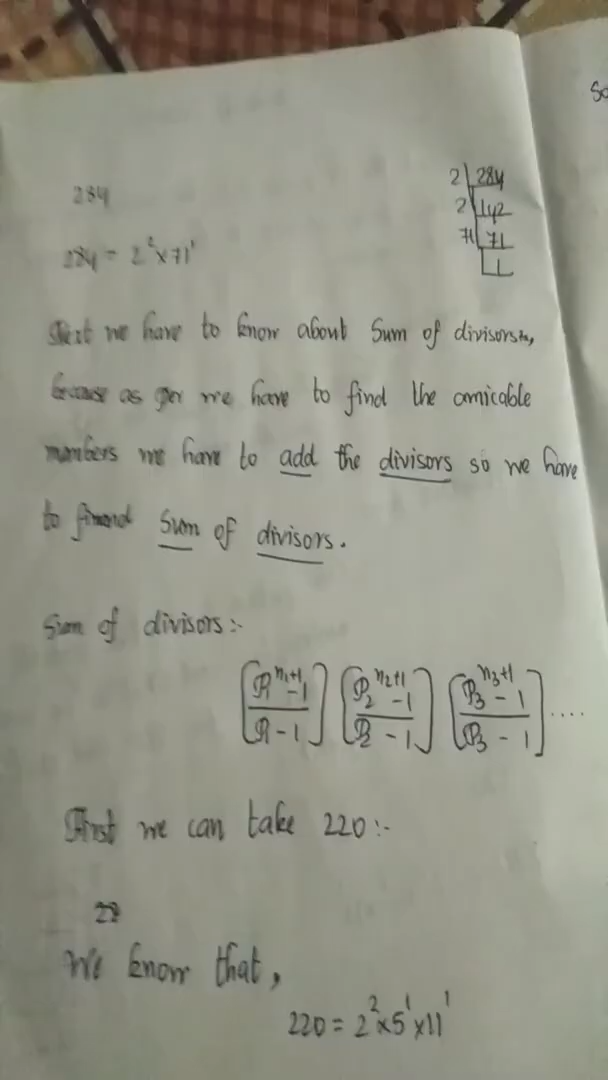 So
284
2 | 284
2 | 142
71 | 71
1
284 = 2² × 71¹
we have to know about Sum of divisors,
because as per we have to find the amicable
numbers we have to add the divisors so we have
to find Sum of divisors.
Sum of divisors:-
[P₁^(n₁+1) - 1 / P₁ - 1] [P₂^(n₂+1) - 1 / P₂ - 1] [P₃^(n₃+1) - 1 / P₃ - 1] ....
First we can take 220:-
22
We know that,
220 = 2² × 5¹ × 11¹